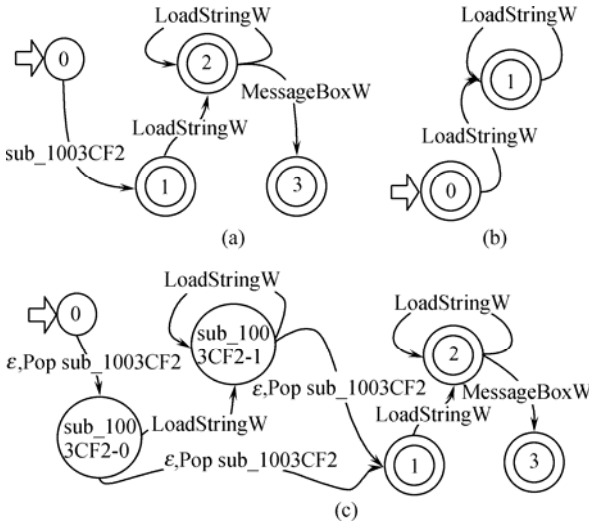 LoadStringW
0
2
MessageBoxW
LoadStringW
sub_1003CF2
1
3
(a)
LoadStringW
1
LoadStringW
0
(b)
LoadStringW
0
sub_100
3CF2-1
ε,Pop sub_1003CF2
sub_100
3CF2-0
LoadStringW
ε,Pop sub_1003CF2
ε,Pop sub_1003CF2
LoadStringW
2
MessageBoxW
LoadStringW
1
3
(c)